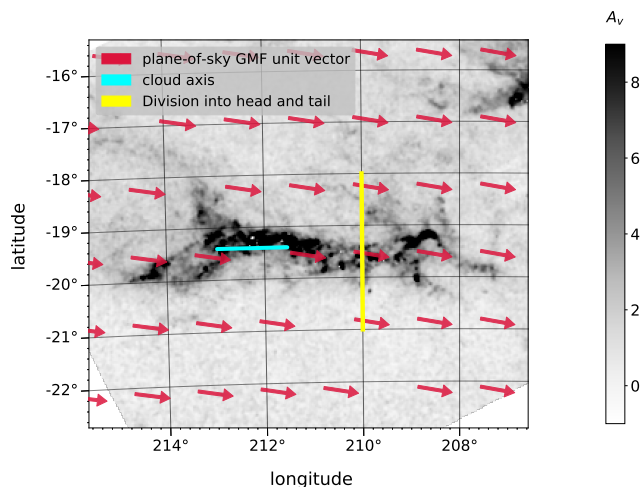 A_v
plane-of-sky GMF unit vector
cloud axis
Division into head and tail
-16°
-17°
-18°
-19°
-20°
-21°
-22°
latitude
214°
212°
210°
208°
longitude
8
6
4
2
0